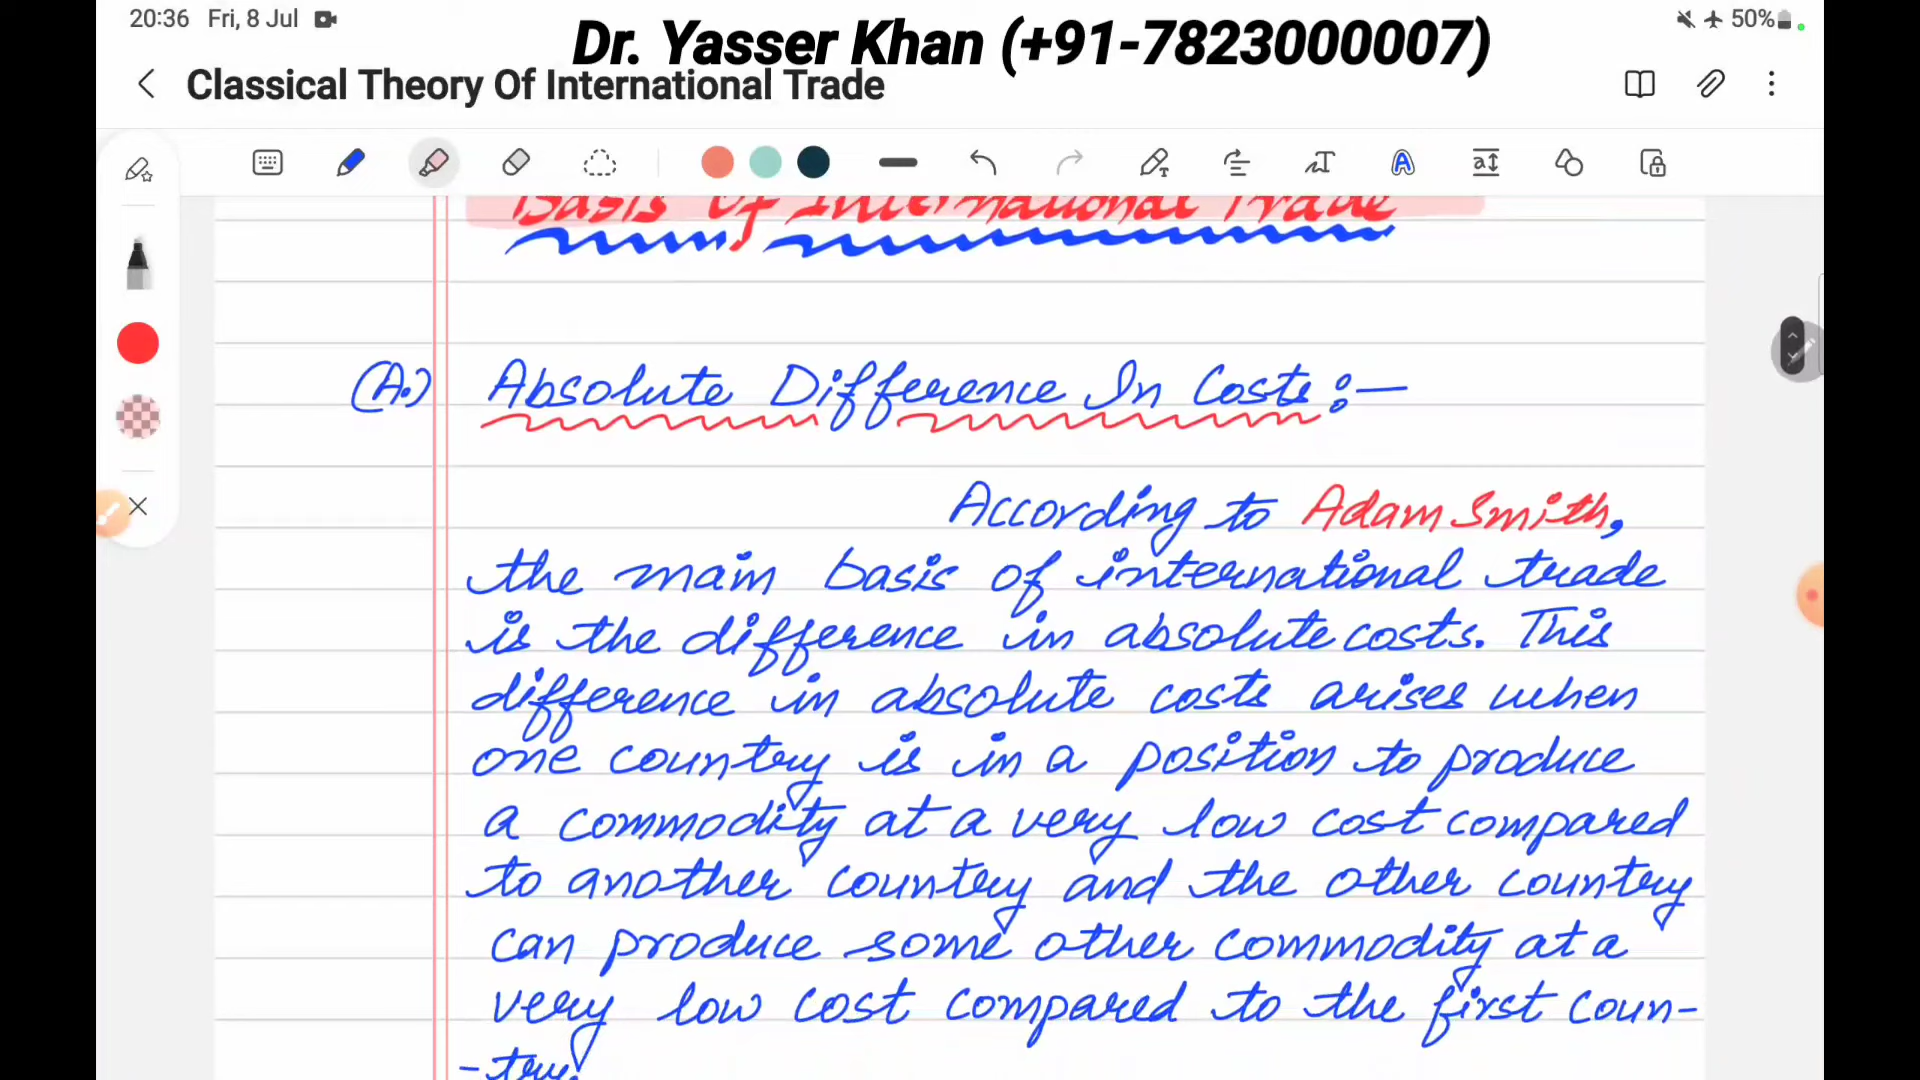 20:36 Fri, 8 Jul
50%
Dr. Yasser Khan (+91-7823000007)
Classical Theory Of International Trade
Basis Of International Trade
(A.) Absolute Difference In Costs:-
According to Adam Smith,
the main basis of international trade
is the difference in absolute costs. This
difference in absolute costs arises when
one country is in a position to produce
a commodity at a very low cost compared
to another country and the other country
can produce some other commodity at a
very low cost compared to the first coun-
-try.